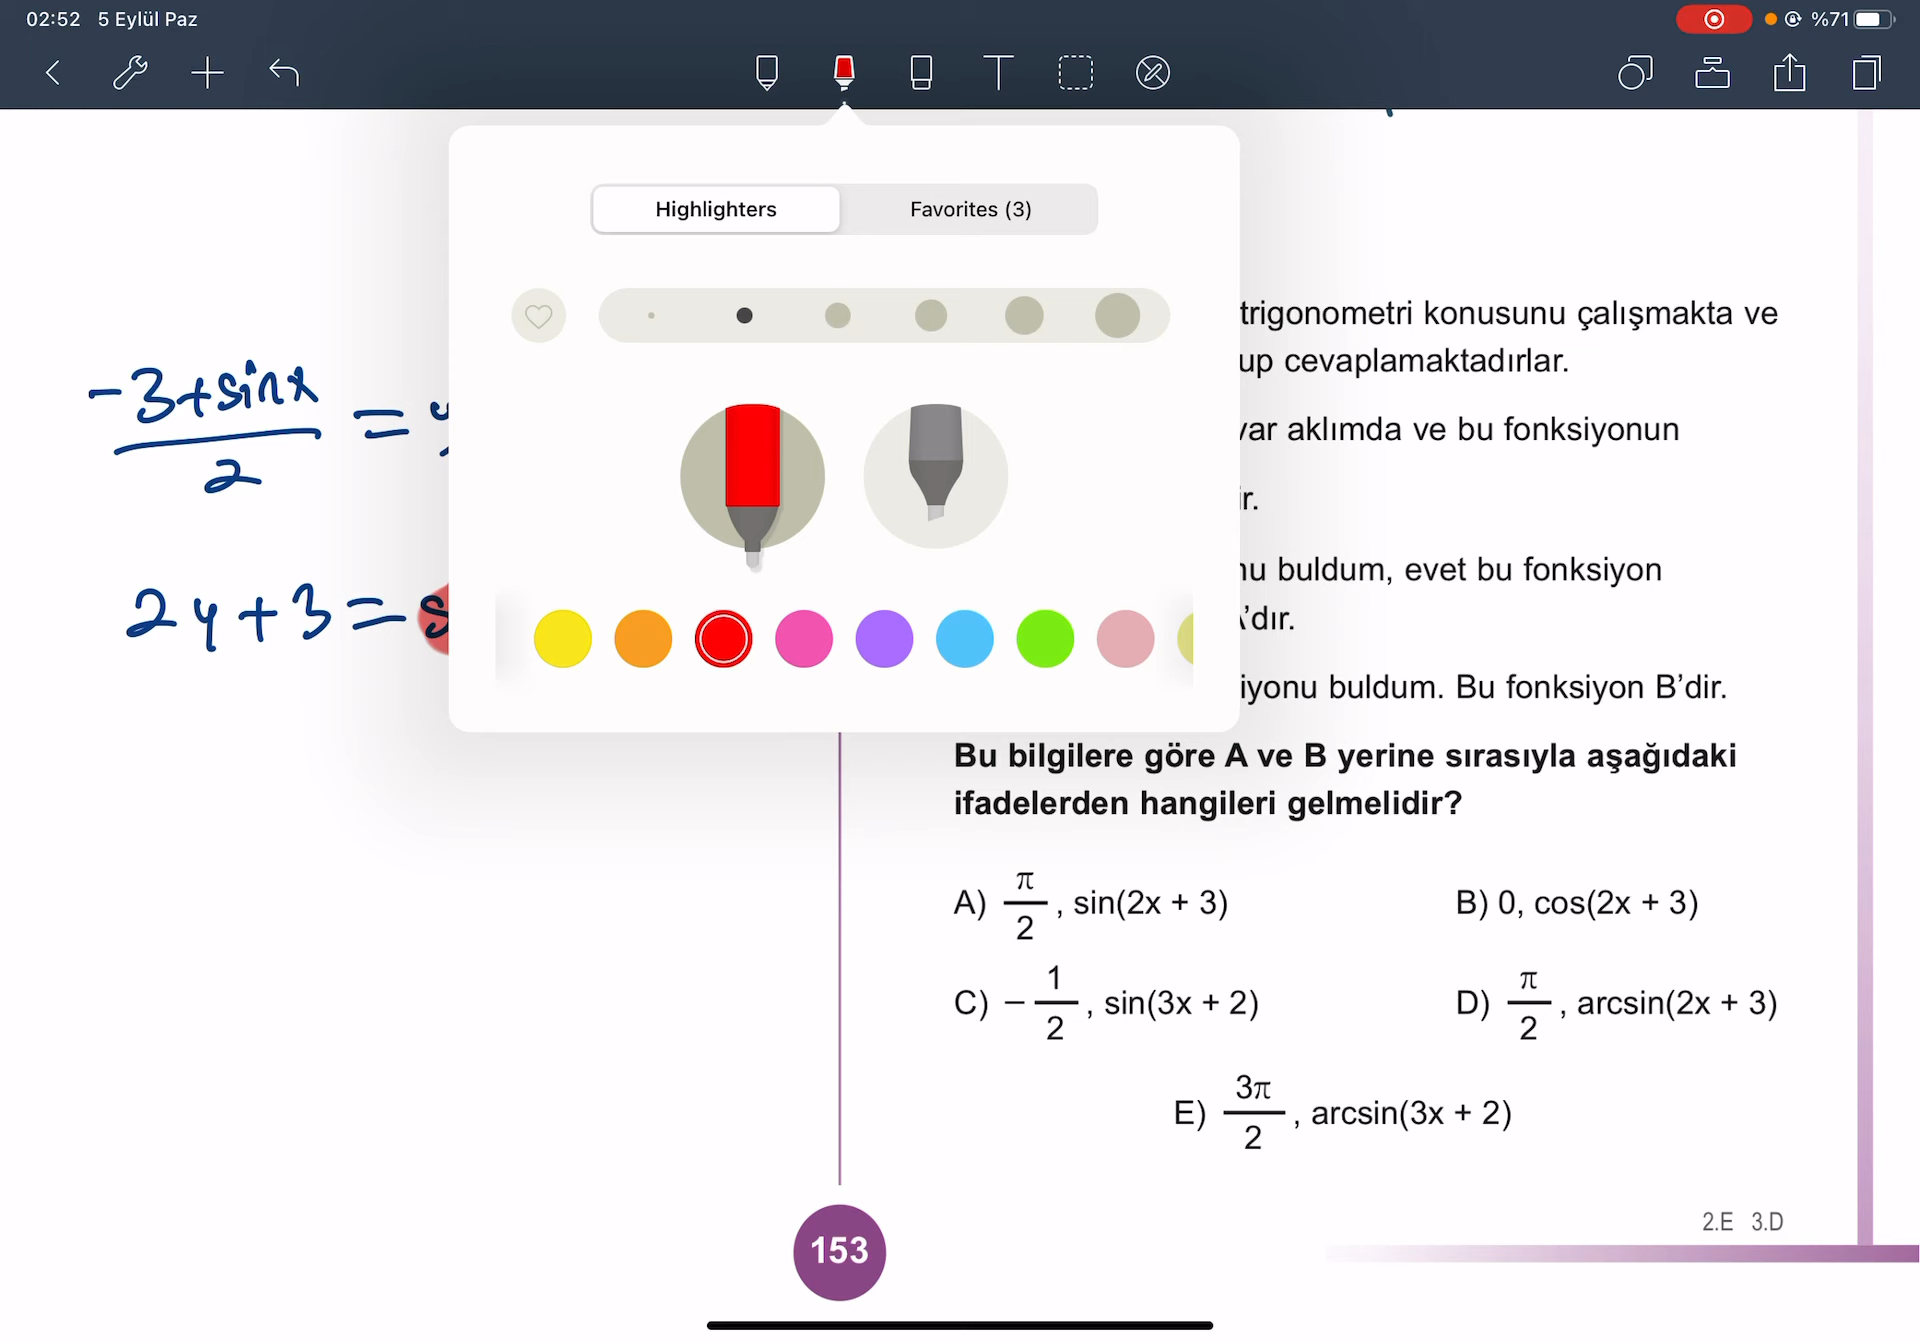 02:52 5 Eylül Paz
%71
Highlighters
Favorites (3)
-3+sinx
2
= y
2y+3=s
trigonometri konusunu çalışmakta ve
up cevaplamaktadırlar.
var aklımda ve bu fonksiyonun
ir.
nu buldum, evet bu fonksiyon
'dır.
iyonu buldum. Bu fonksiyon B'dir.
Bu bilgilere göre A ve B yerine sırasıyla aşağıdaki
ifadelerden hangileri gelmelidir?
A) π/2 , sin(2x + 3)
B) 0, cos(2x + 3)
C) − 1/2 , sin(3x + 2)
D) π/2 , arcsin(2x + 3)
E) 3π/2 , arcsin(3x + 2)
2.E 3.D
153